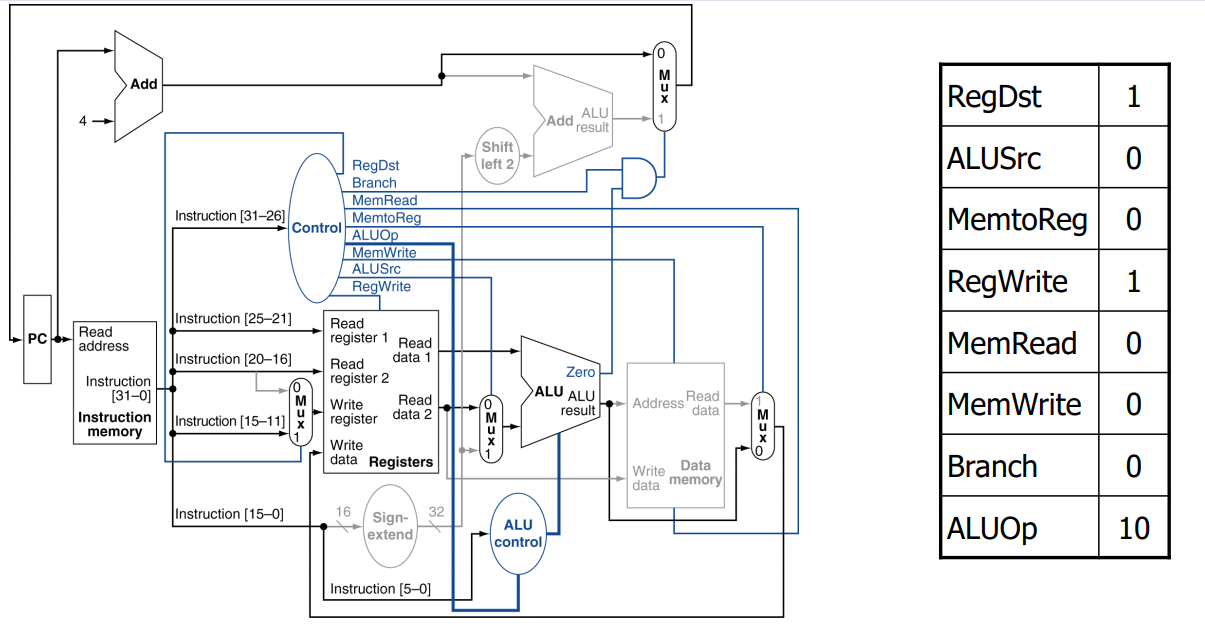 Add
4
0
M
u
x
1
Add ALU
result
Shift
left 2
RegDst
Branch
MemRead
MemtoReg
ALUOp
MemWrite
ALUSrc
RegWrite
Control
Instruction [31–26]
Instruction [25–21]
Instruction [20–16]
Instruction [15–11]
Instruction [15–0]
Instruction [5–0]
PC
Read
address
Instruction
[31–0]
Instruction
memory
0
M
u
x
1
Read
register 1
Read
register 2
Write
register
Write
data
Read
data 1
Read
data 2
Registers
0
M
u
x
1
Zero
ALU ALU
result
Address
Read
data
Write
data
Data
memory
1
M
u
x
0
16
Sign-
extend
32
ALU
control
RegDst 1
ALUSrc 0
MemtoReg 0
RegWrite 1
MemRead 0
MemWrite 0
Branch 0
ALUOp 10